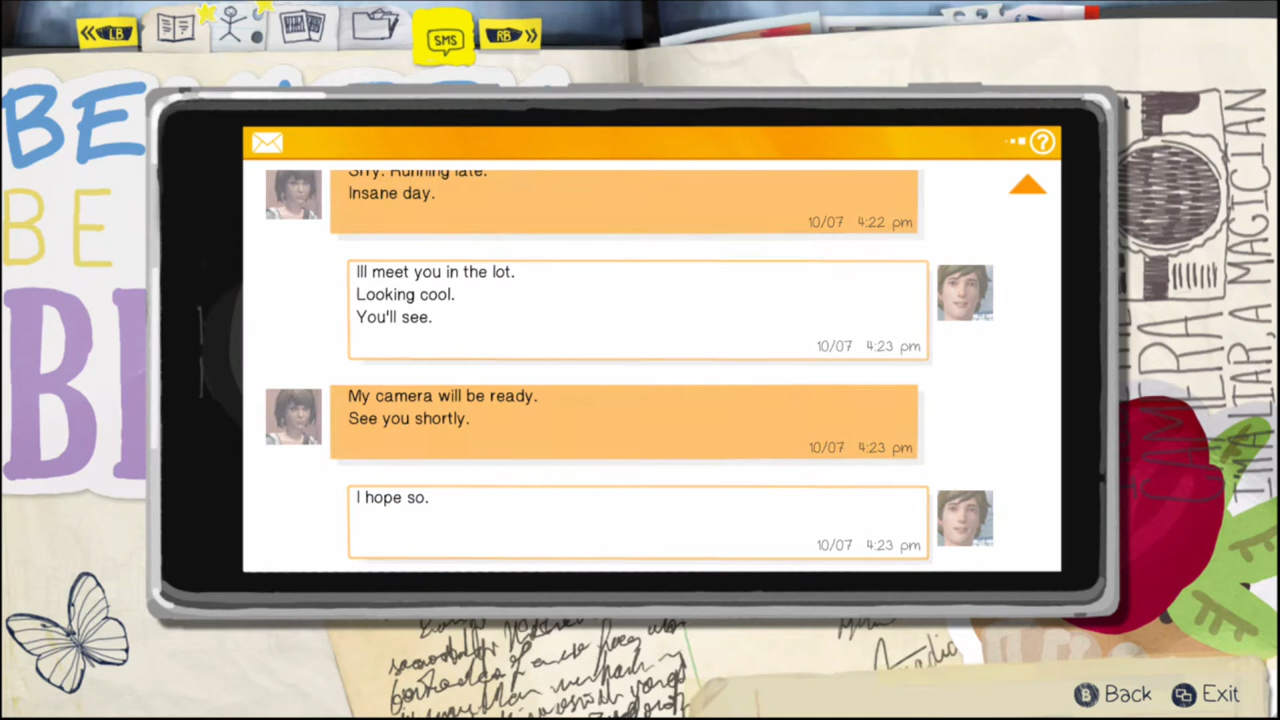 LB
SMS
RB
BE
BE
Srry. Running late.
Insane day.
10/07 4:22 pm
Ill meet you in the lot.
Looking cool.
You'll see.
10/07 4:23 pm
My camera will be ready.
See you shortly.
10/07 4:23 pm
I hope so.
10/07 4:23 pm
CAMERA
LIAR, A MAGICIAN
B Back
Exit